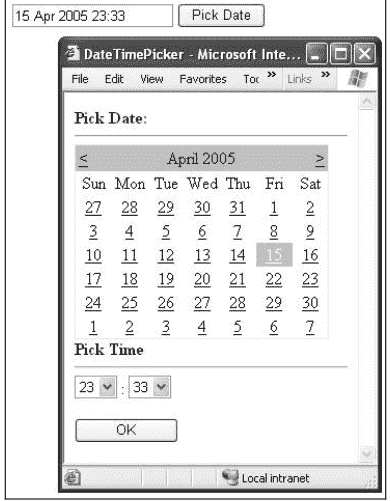 15 Apr 2005 23:33 Pick Date
DateTimePicker - Microsoft Inte...
File Edit View Favorites Toc » Links »
Pick Date:
< April 2005 >
Sun Mon Tue Wed Thu Fri Sat
27 28 29 30 31 1 2
3 4 5 6 7 8 9
10 11 12 13 14 15 16
17 18 19 20 21 22 23
24 25 26 27 28 29 30
1 2 3 4 5 6 7
Pick Time
23 : 33
OK
Local intranet